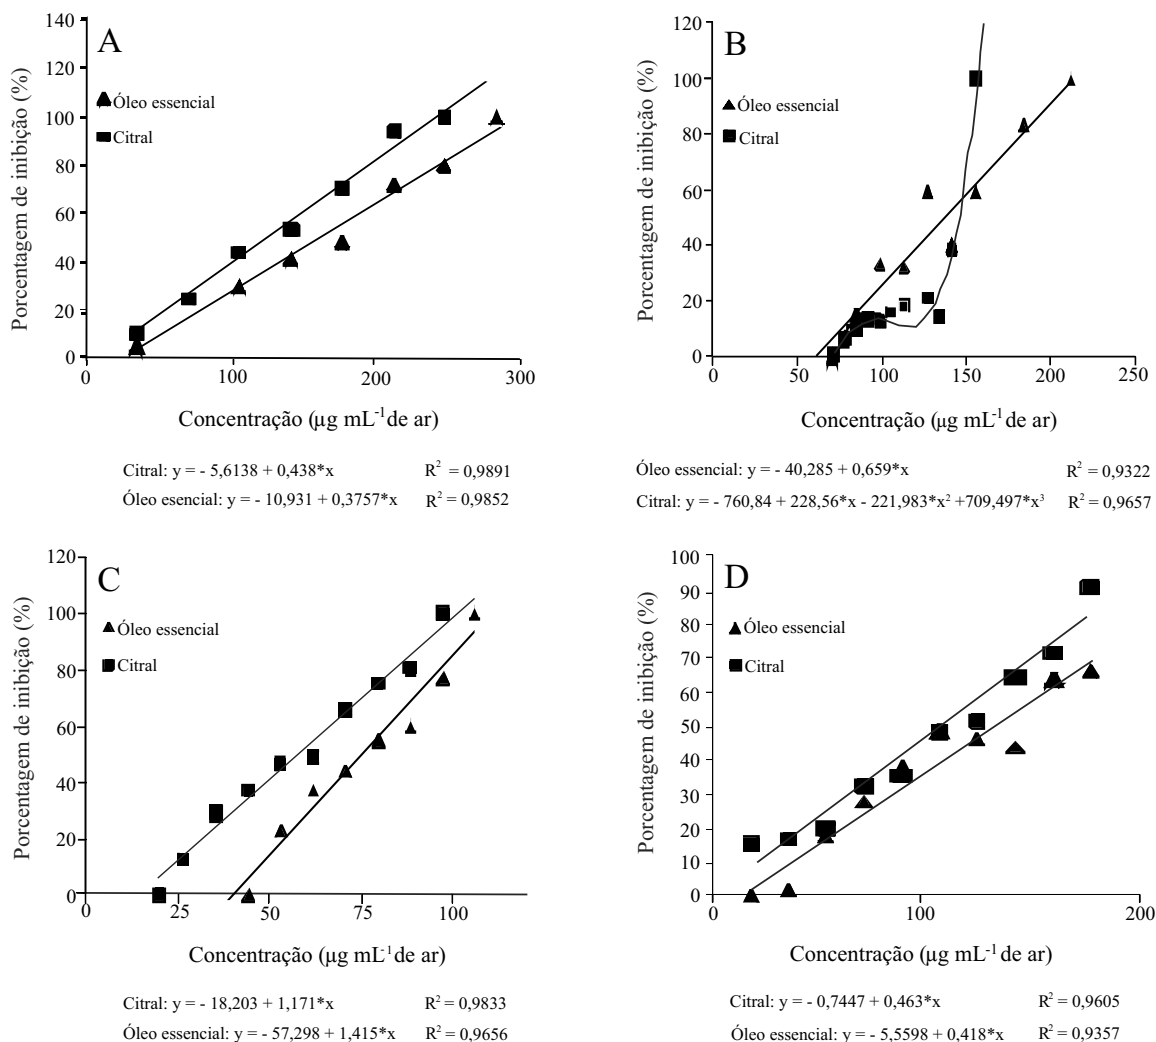 A
Porcentagem de inibição (%)
140
120
100
80
60
40
20
0
Óleo essencial
Citral
0 100 200 300
Concentração (µg mL-1 de ar)
Citral: y = - 5,6138 + 0,438*x R2 = 0,9891
Óleo esencial: y = - 10,931 + 0,3757*x R2 = 0,9852
B
Porcentagem de inibição (%)
120
100
80
60
40
20
0
Óleo essencial
Citral
0 50 100 150 200 250
Concentração (µg mL-1 de ar)
Óleo essencial: y = - 40,285 + 0,659*x R2 = 0,9322
Citral: y = - 760,84 + 228,56*x - 221,983*x2 +709,497*x3 R2 = 0,9657
C
Porcentagem de inibição (%)
120
100
80
60
40
20
0
Óleo essencial
Citral
0 25 50 75 100
Concentração (µg mL-1 de ar)
Citral: y = - 18,203 + 1,171*x R2 = 0,9833
Óleo essencial: y = - 57,298 + 1,415*x R2 = 0,9656
D
Porcentagem de inibição (%)
100
90
80
70
60
50
40
30
20
10
0
Óleo essencial
Citral
0 100 200
Concentração (µg mL-1 de ar)
Citral: y = - 0,7447 + 0,463*x R2 = 0,9605
Óleo essencial: y = - 5,5598 + 0,418*x R2 = 0,9357